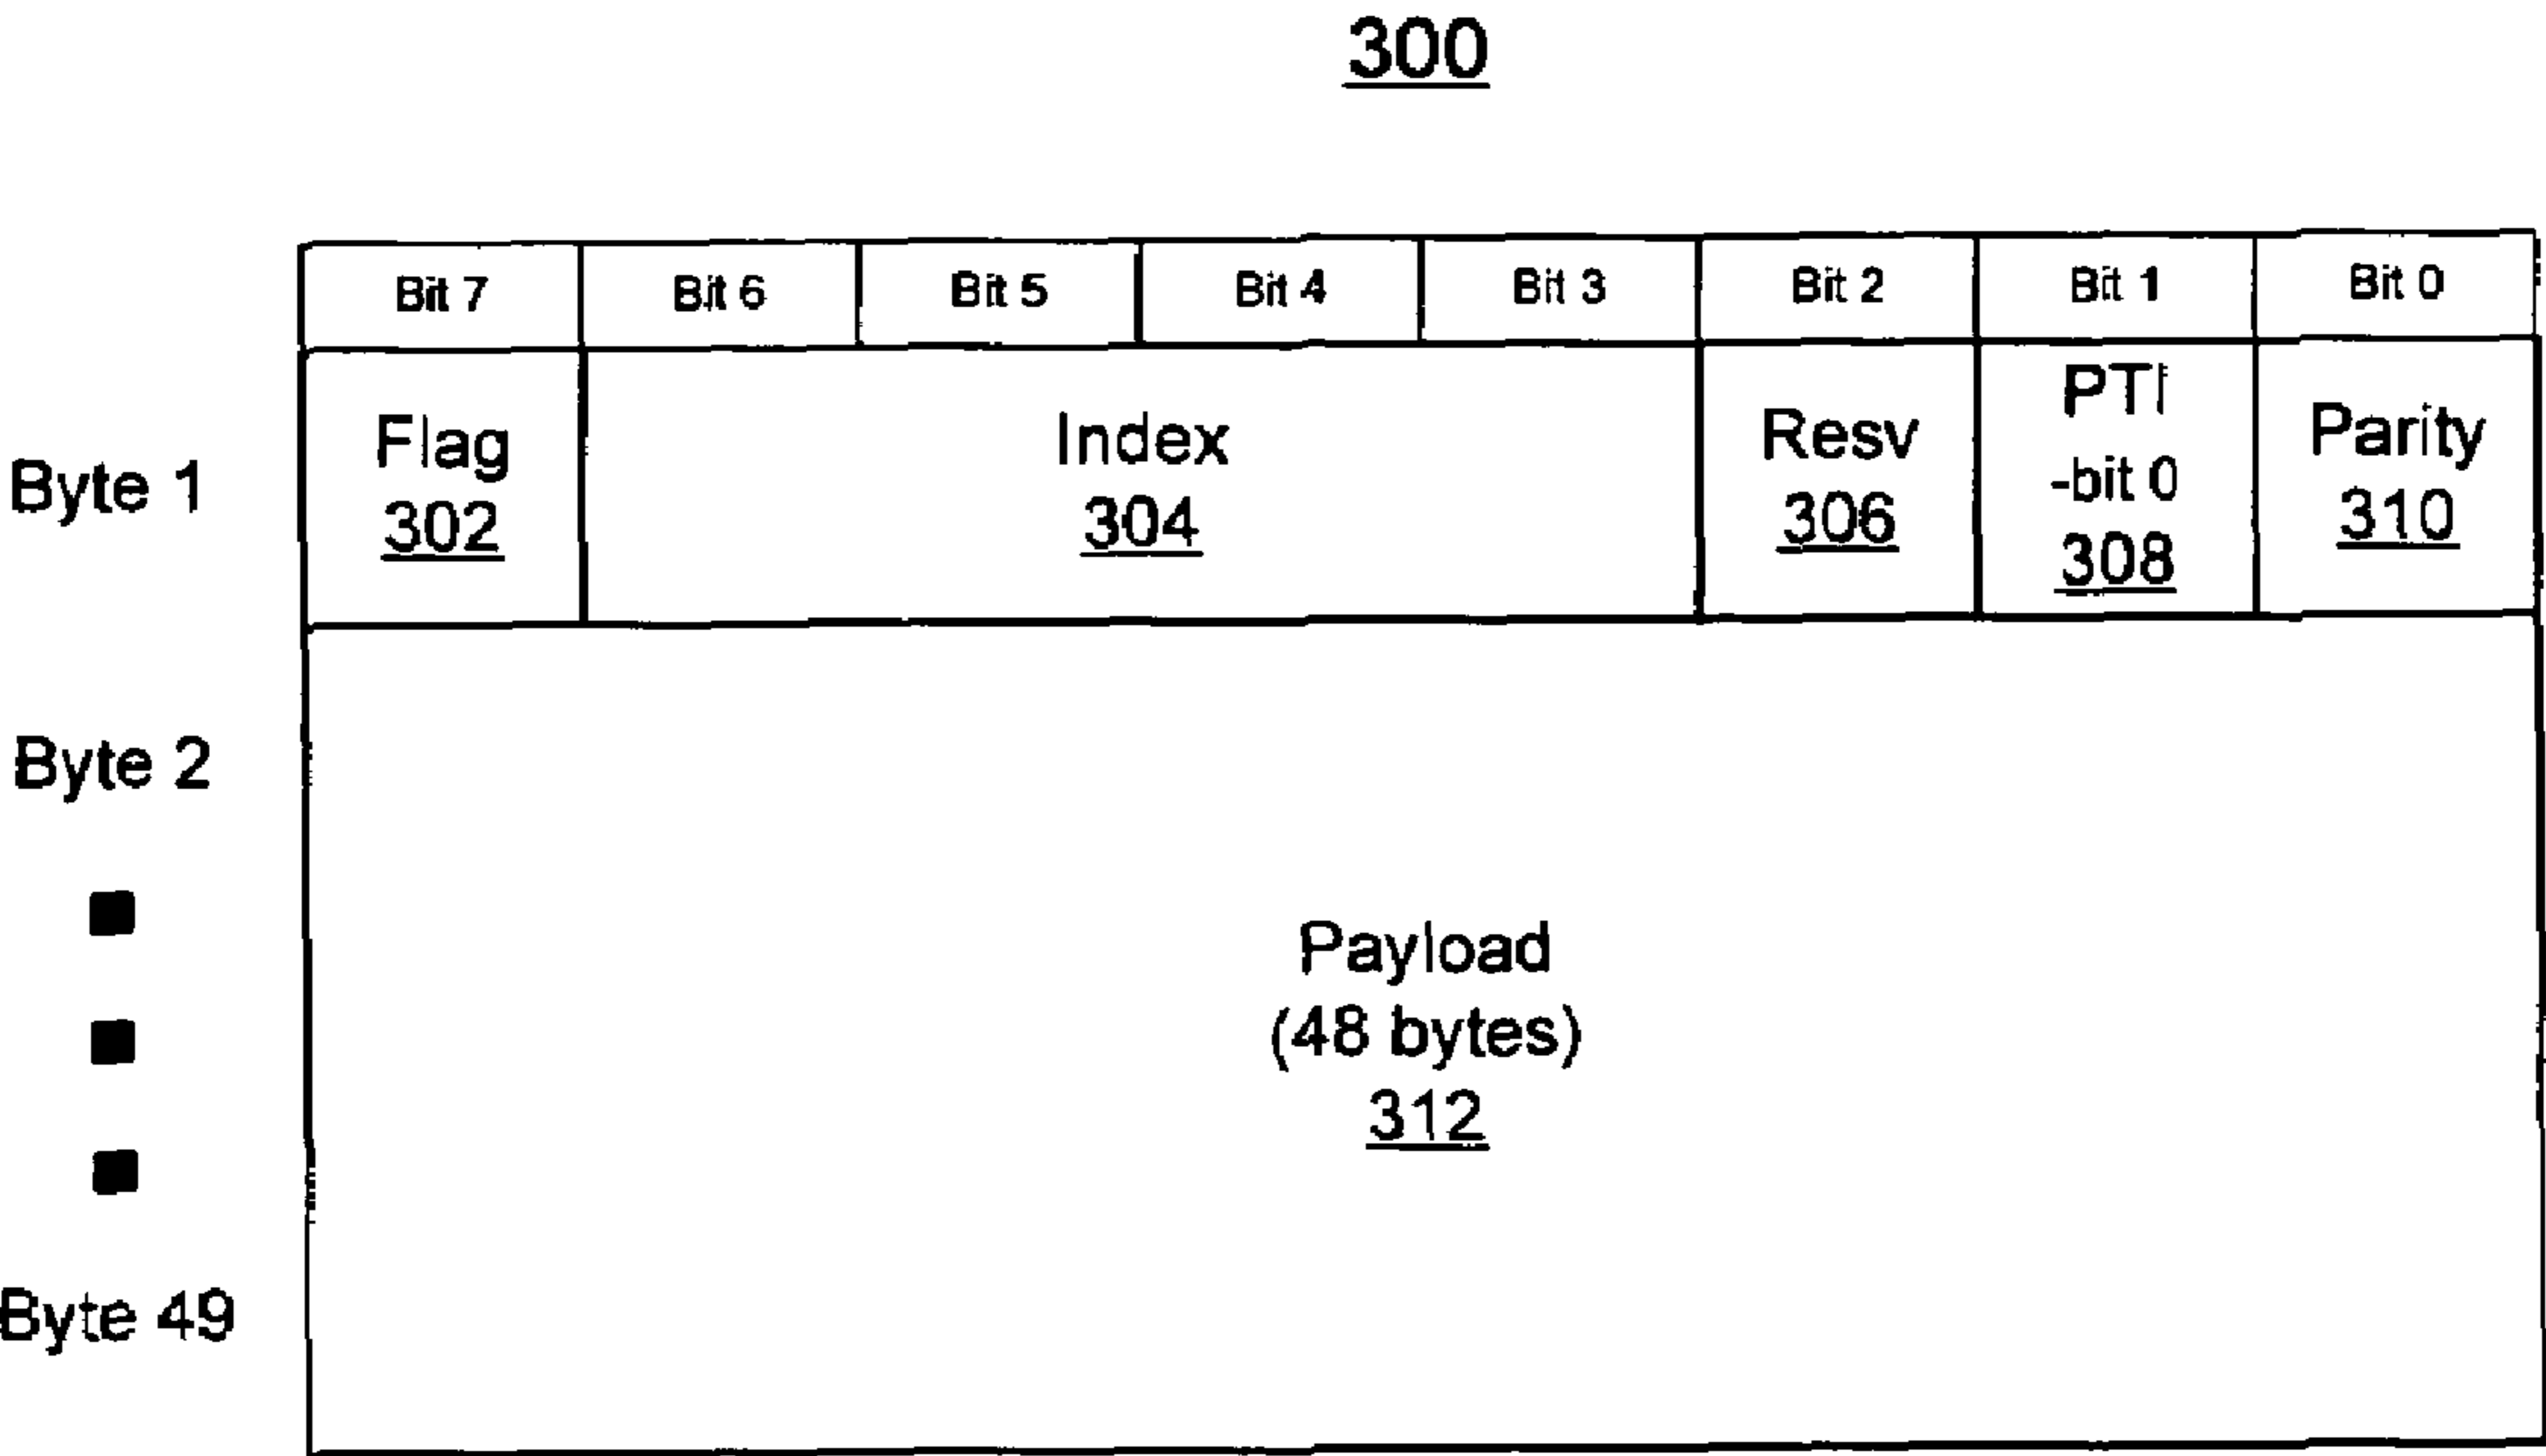 300
Bit 7 Bit 6 Bit 5 Bit 4 Bit 3 Bit 2 Bit 1 Bit 0
Byte 1
Flag
302
Index
304
Resv
306
PTI
-bit 0
308
Parity
310
Byte 2
Byte 49
Payload
(48 bytes)
312